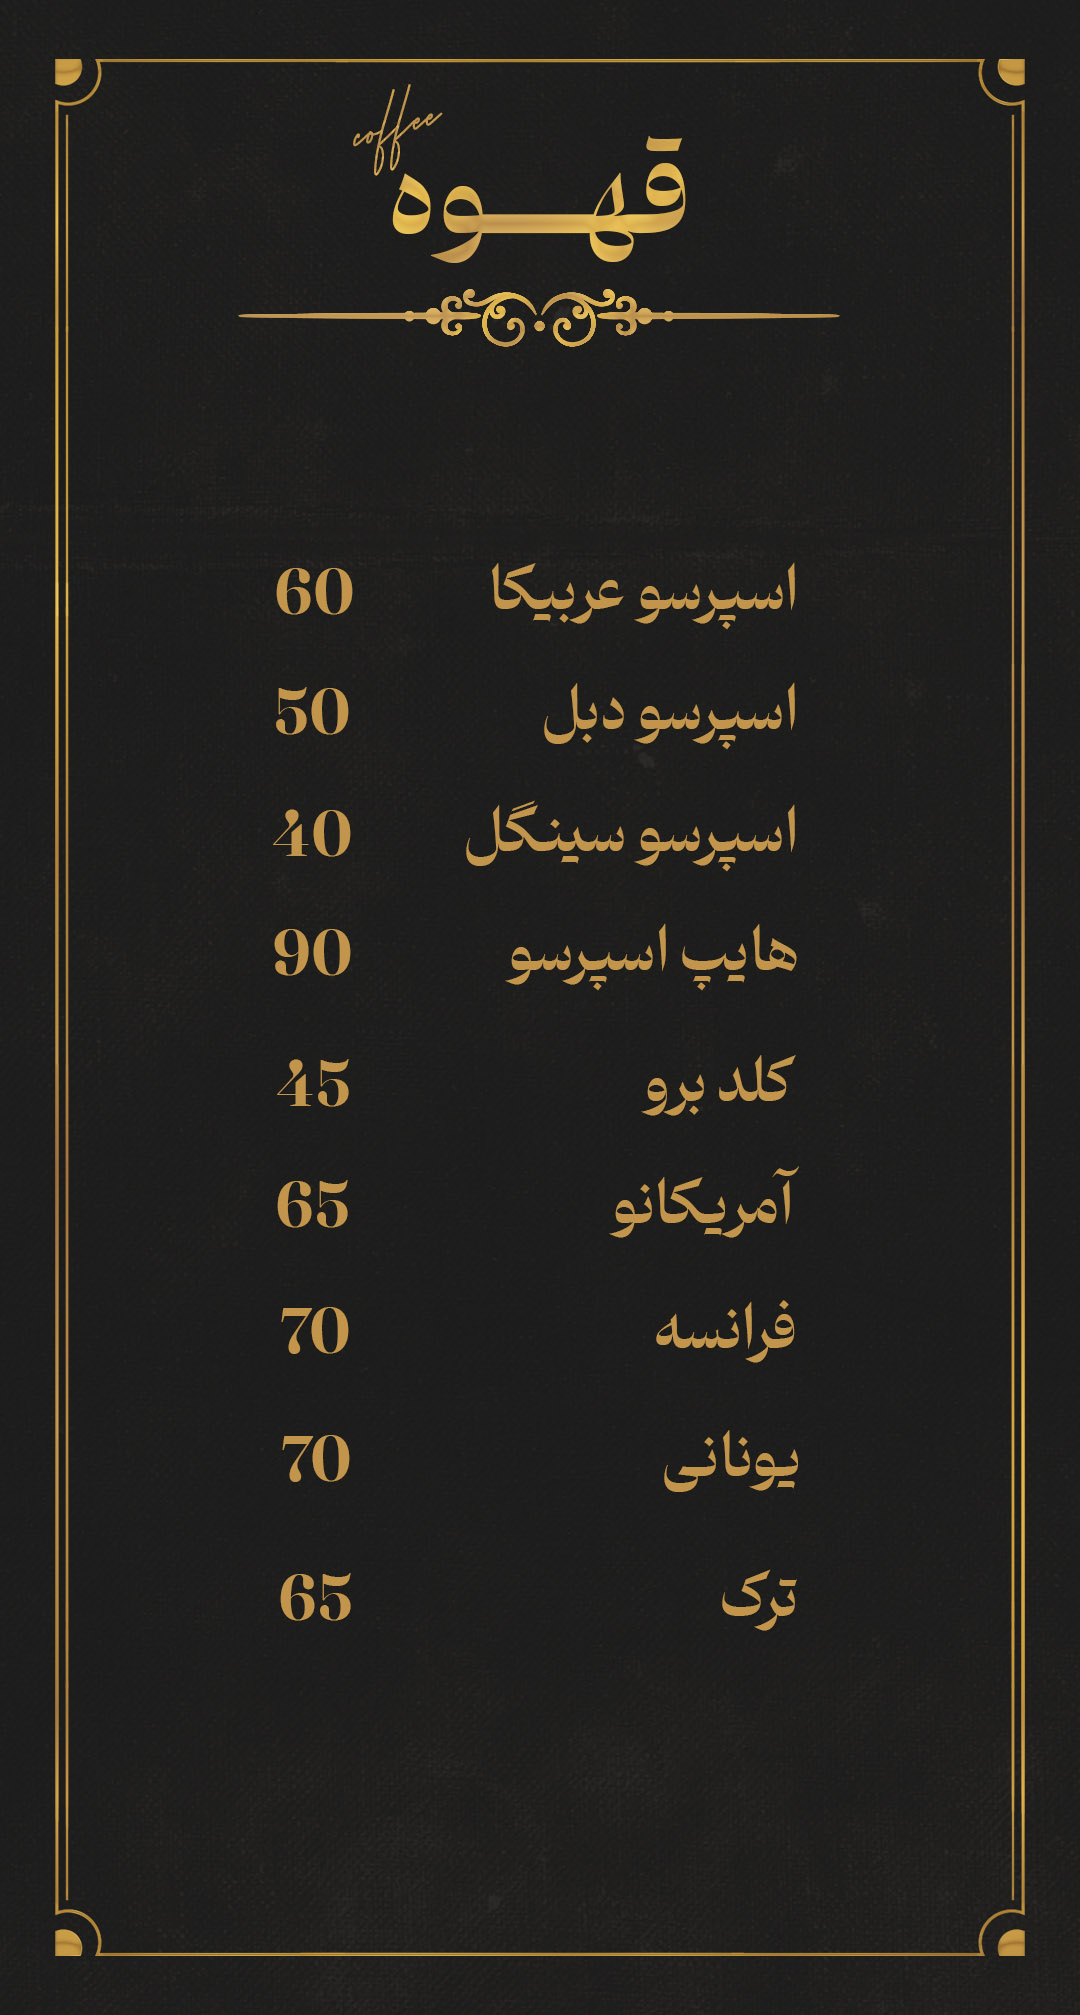 coffee
قهوه
اسپرسو عربیکا 60
اسپرسو دبل 50
اسپرسو سینگل 40
هایپ اسپرسو 90
کلد برو 45
آمریکانو 65
فرانسه 70
یونانی 70
ترک 65